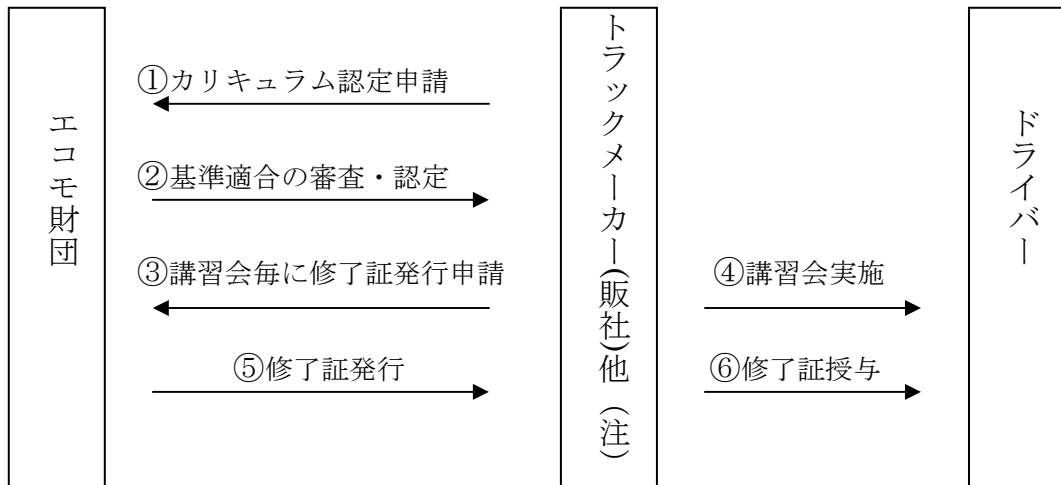 エコモ財団
①カリキュラム認定申請
②基準適合の審査・認定
③講習会毎に修了証発行申請
⑤修了証発行
トラックメーカー(販社)他(注)
④講習会実施
⑥修了証授与
ドライバー